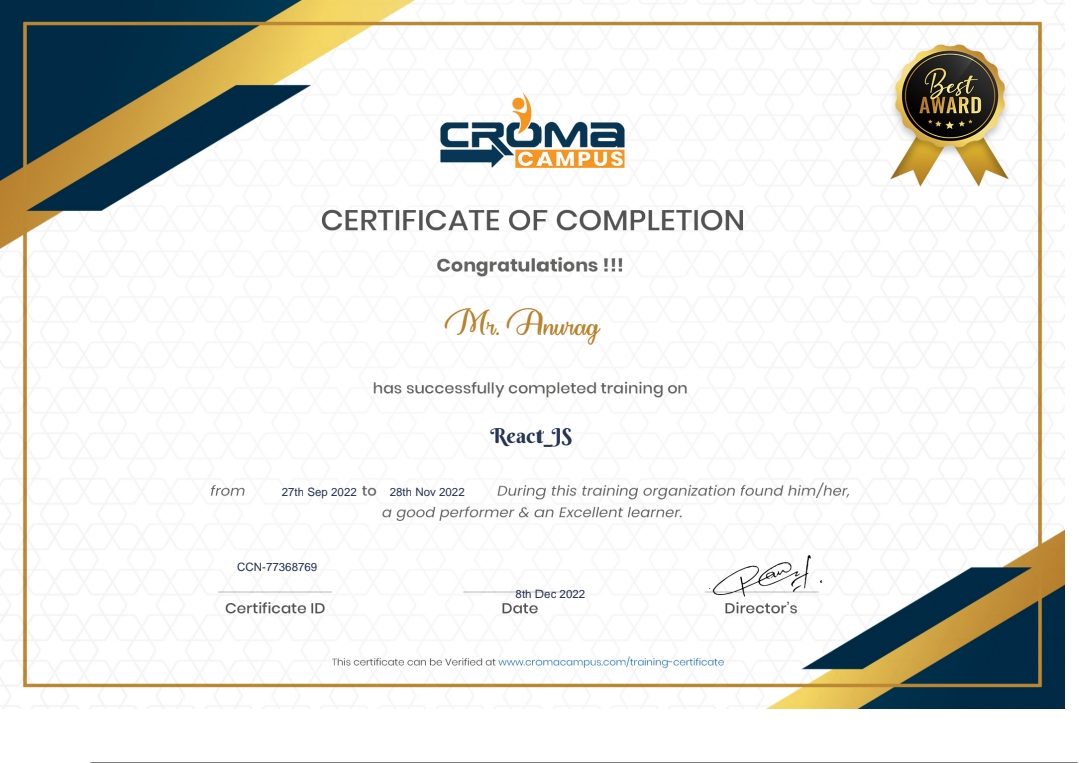 Best
AWARD
CROMA
CAMPUS
CERTIFICATE OF COMPLETION
Congratulations !!!
Mr. Anurag
has successfully completed training on
React_JS
from 27th Sep 2022 to 28th Nov 2022 During this training organization found him/her,
a good performer & an Excellent learner.
CCN-77368769
8th Dec 2022
Certificate ID Date Director's
This certificate can be Verified at www.cromacampus.com/training-certificate